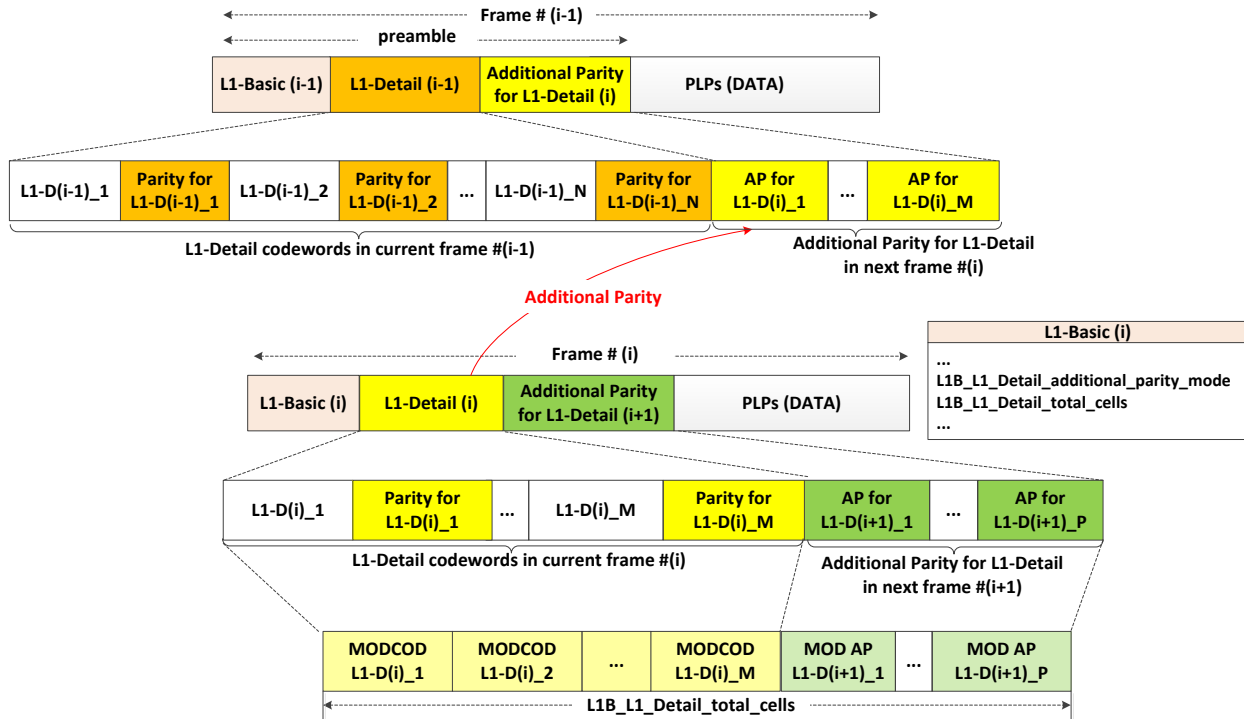 Frame # (i-1)
preamble
L1-Basic (i-1)
L1-Detail (i-1)
Additional Parity
for L1-Detail (i)
PLPs (DATA)
L1-D(i-1)_1
Parity for
L1-D(i-1)_1
L1-D(i-1)_2
Parity for
L1-D(i-1)_2
...
L1-D(i-1)_N
Parity for
L1-D(i-1)_N
AP for
L1-D(i)_1
...
AP for
L1-D(i)_M
L1-Detail codewords in current frame #(i-1)
Additional Parity for L1-Detail
in next frame #(i)
Additional Parity
Frame # (i)
L1-Basic (i)
L1-Detail (i)
Additional Parity
for L1-Detail (i+1)
PLPs (DATA)
L1-Basic (i)
...
L1B_L1_Detail_additional_parity_mode
L1B_L1_Detail_total_cells
...
L1-D(i)_1
Parity for
L1-D(i)_1
...
L1-D(i)_M
Parity for
L1-D(i)_M
AP for
L1-D(i+1)_1
...
AP for
L1-D(i+1)_P
L1-Detail codewords in current frame #(i)
Additional Parity for L1-Detail
in next frame #(i+1)
MODCOD
L1-D(i)_1
MODCOD
L1-D(i)_2
...
MODCOD
L1-D(i)_M
MOD AP
L1-D(i+1)_1
...
MOD AP
L1-D(i+1)_P
L1B_L1_Detail_total_cells